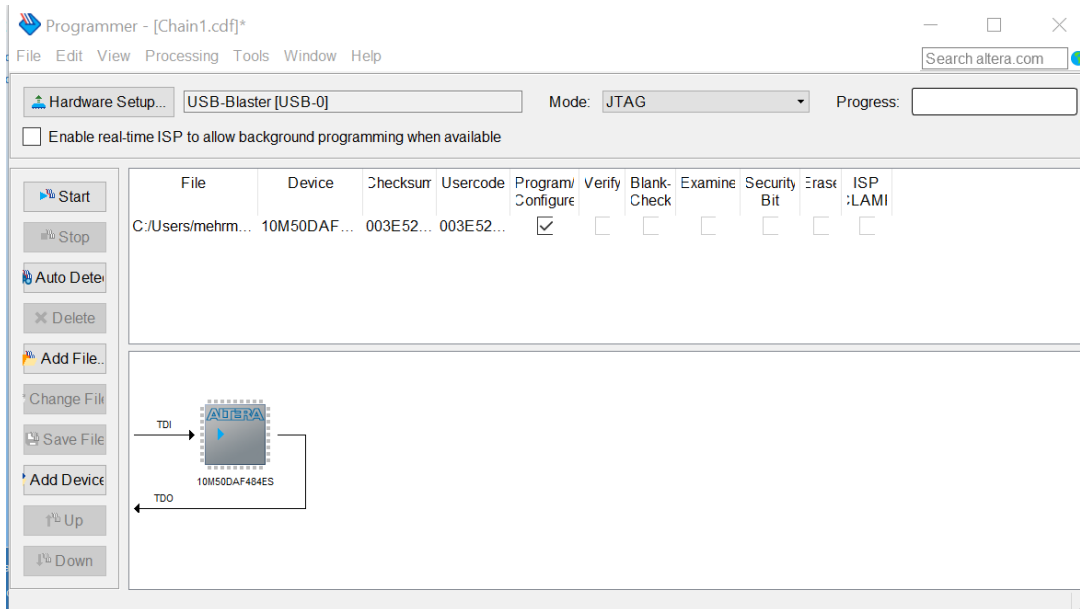 Programmer - [Chain1.cdf]*
File Edit View Processing Tools Window Help
Search altera.com
Hardware Setup... USB-Blaster [USB-0] Mode: JTAG Progress:
Enable real-time ISP to allow background programming when available
Start
Stop
Auto Dete
Delete
Add File..
Change File
Save File
Add Device
Up
Down
File Device Checksum Usercode Program/ Verify Blank- Examine Security Erase ISP
Configure Check Bit CLAMP
C:/Users/mehrm... 10M50DAF... 003E52... 003E52...
ALTERA
TDI
10M50DAF484ES
TDO